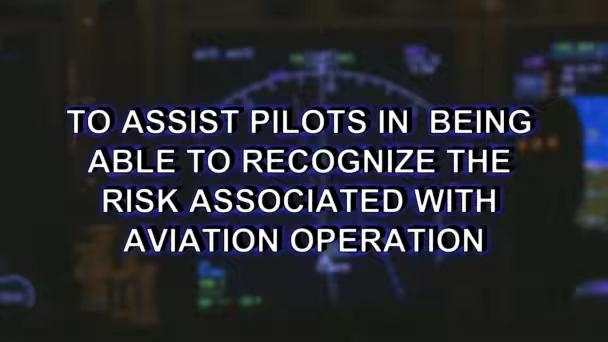 TO ASSIST PILOTS IN  BEING
ABLE TO RECOGNIZE THE
RISK ASSOCIATED WITH
AVIATION OPERATION